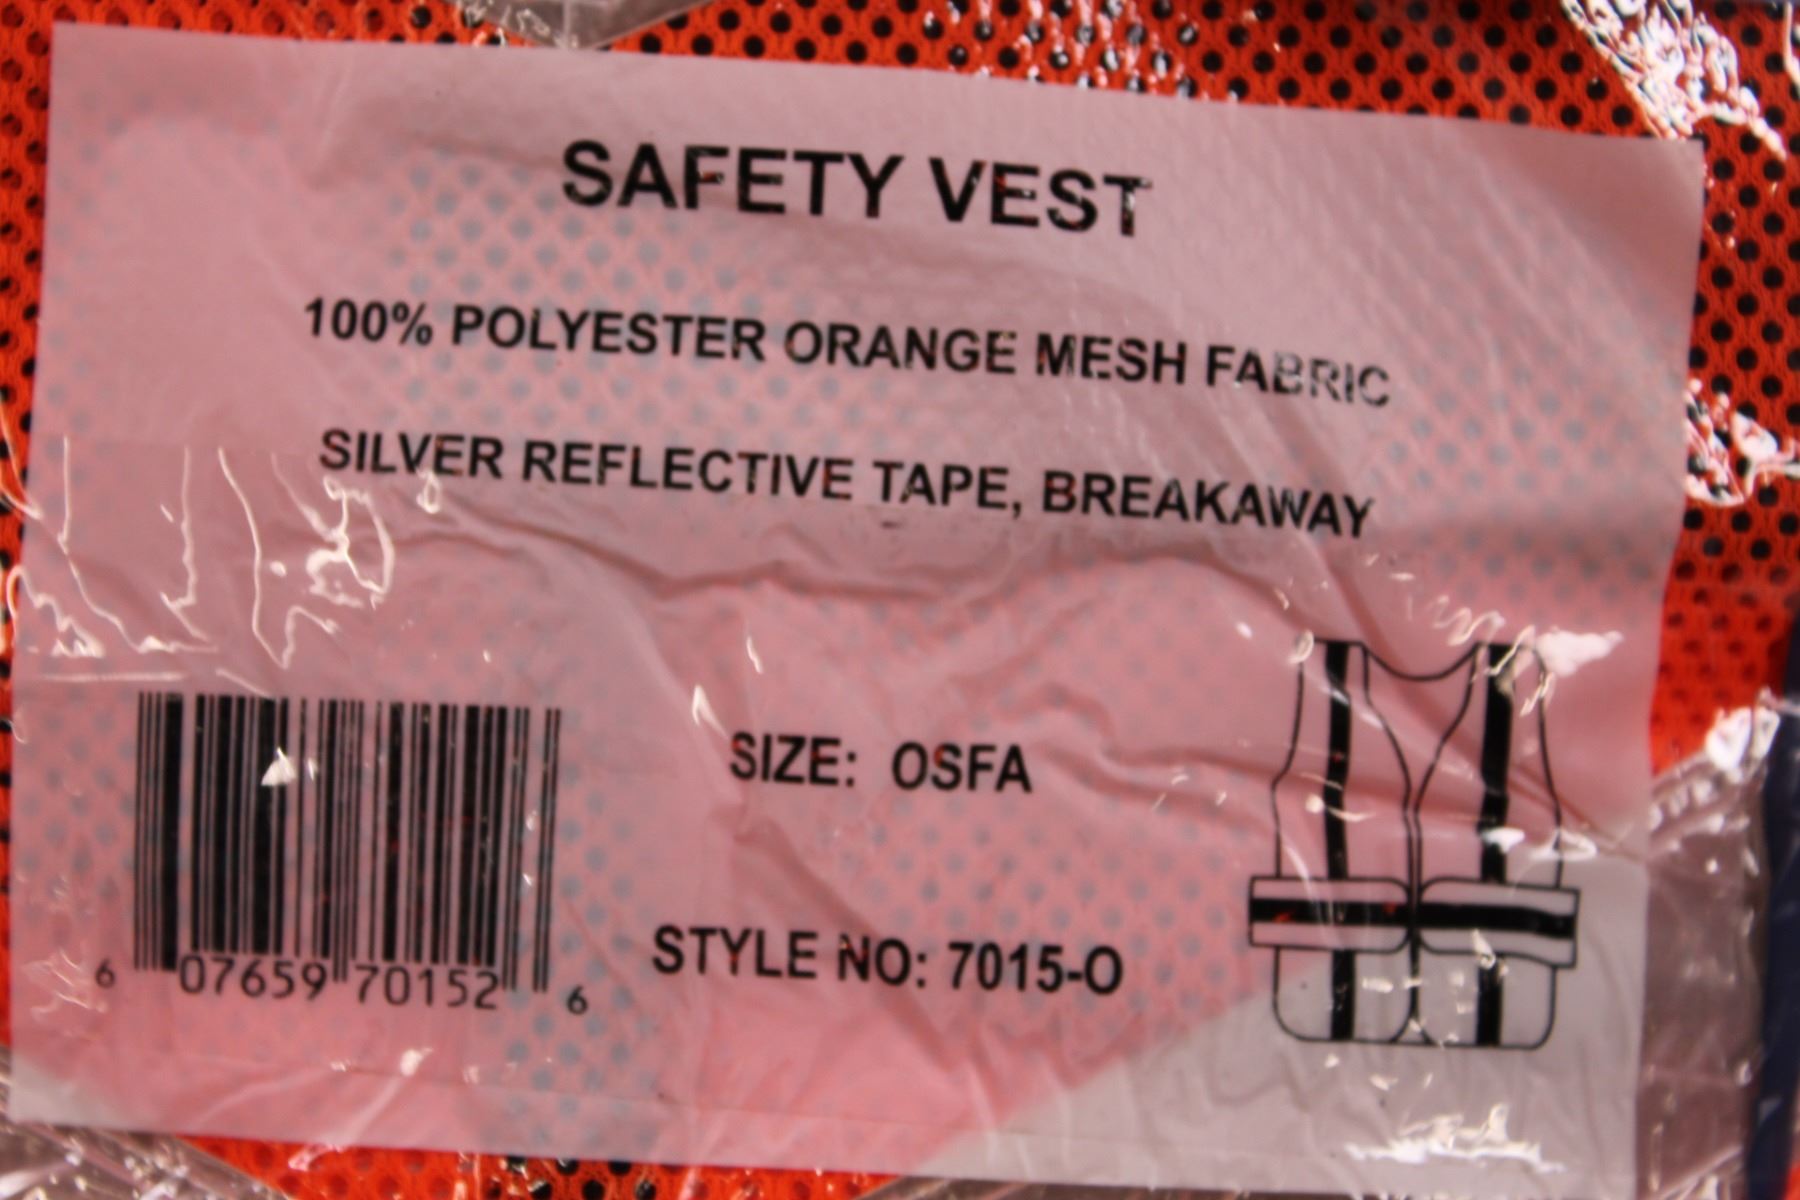 SAFETY VEST
100% POLYESTER ORANGE MESH FABRIC
SILVER REFLECTIVE TAPE, BREAKAWAY
SIZE: OSFA
STYLE NO: 7015-O
6 07659 70152 6